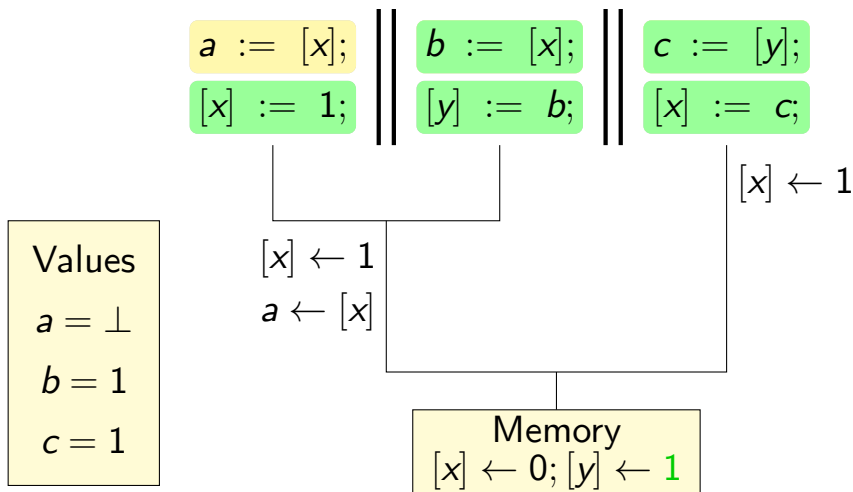 a := [x]; b := [x]; c := [y];
[x] := 1; [y] := b; [x] := c;
[x] ← 1
[x] ← 1
a ← [x]
Values
a = ⊥
b = 1
c = 1
Memory
[x] ← 0; [y] ← 1